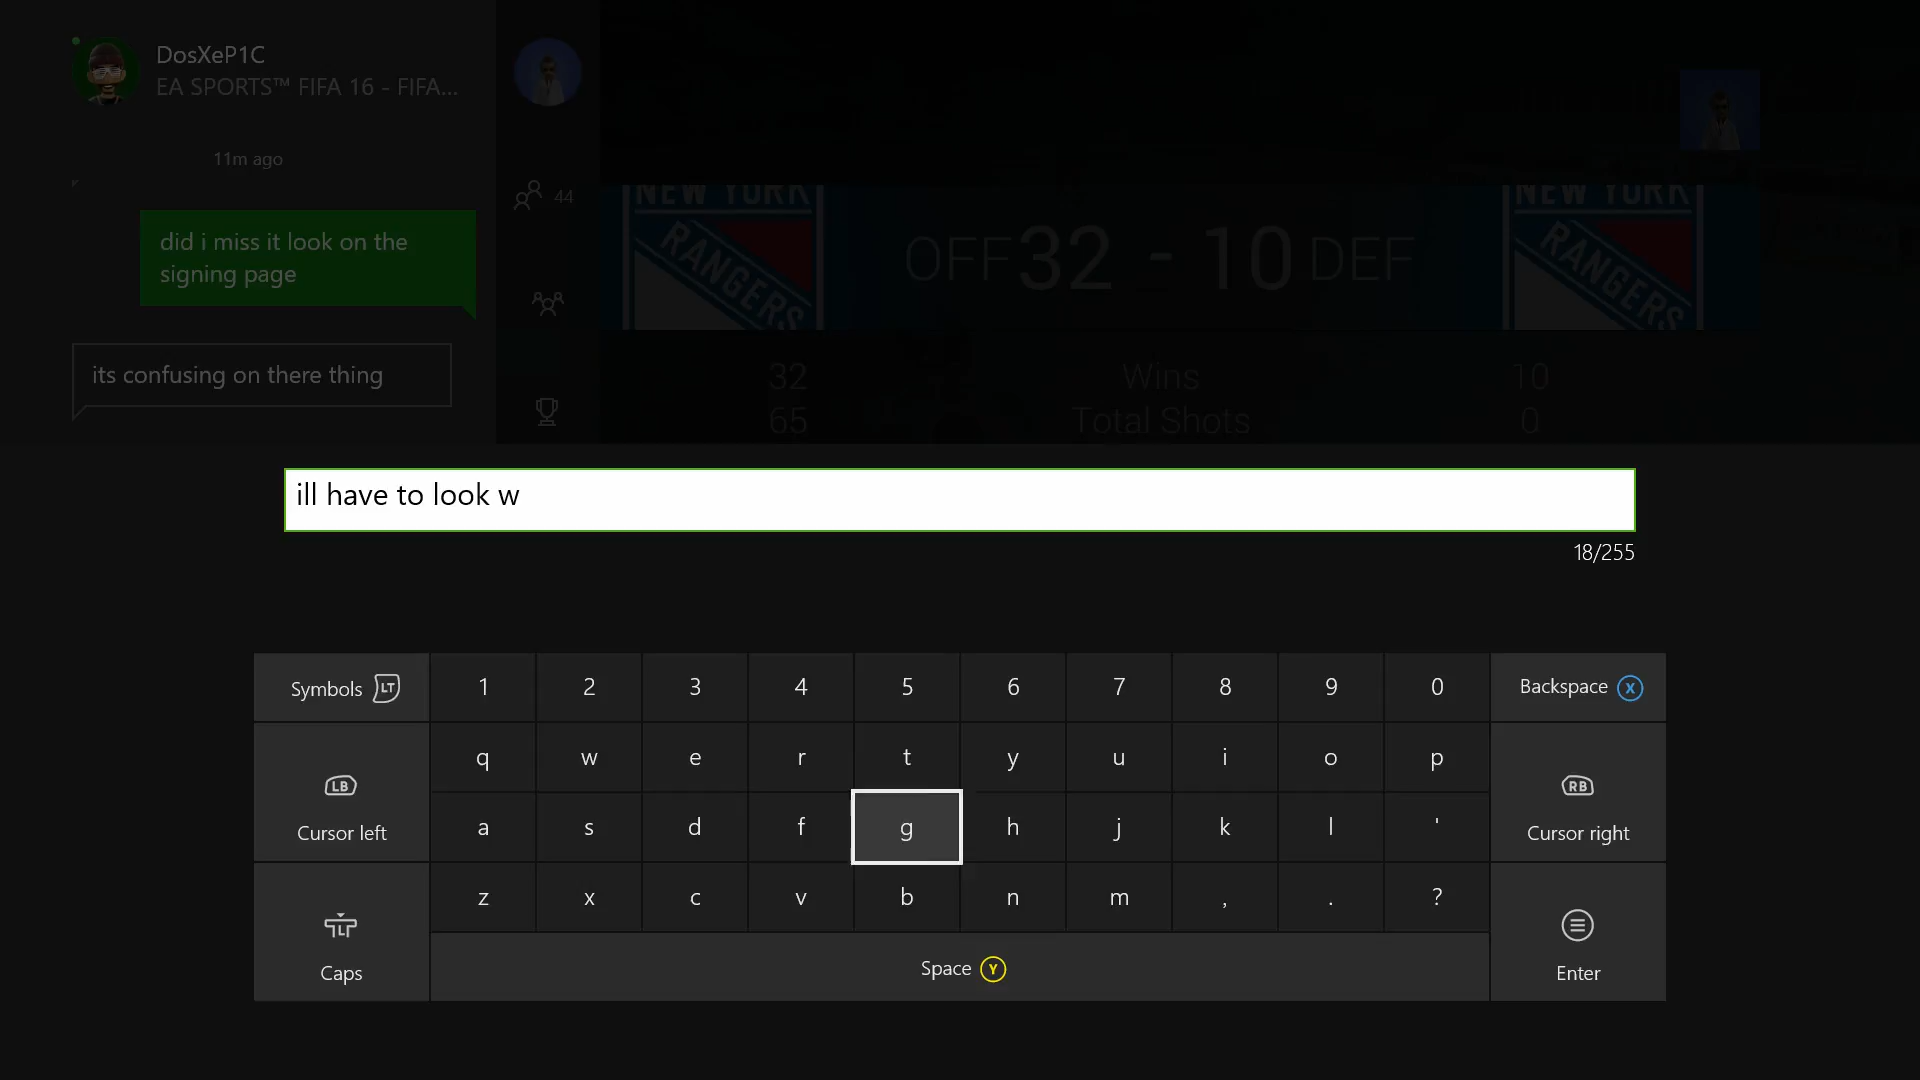 DosXeP1C
EA SPORTS™ FIFA 16 - FIFA...
11m ago
did i miss it look on the
signing page
its confusing on there thing
44
NEW YORK
RANGERS
OFF 32 - 10 DEF
NEW YORK
RANGERS
32 Wins 10
65 Total Shots 0
ill have to look w
18/255
Symbols LT 1 2 3 4 5 6 7 8 9 0 Backspace X
q w e r t y u i o p
LB RB
Cursor left a s d f g h j k l ' Cursor right
z x c v b n m , . ?
Caps Space Y Enter